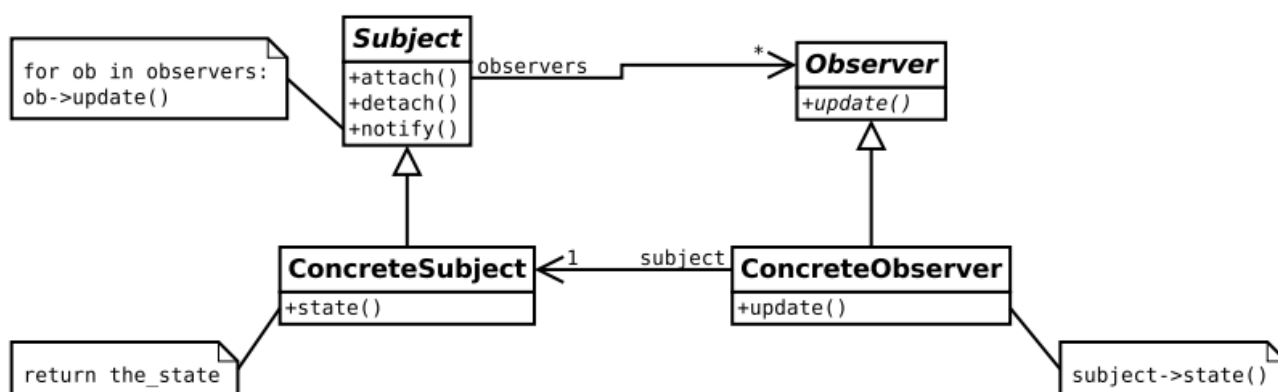 Subject
for ob in observers:
ob->update()
+attach()
+detach()
+notify()
observers
*
Observer
+update()
ConcreteSubject
+state()
1
subject
ConcreteObserver
+update()
return the_state
subject->state()